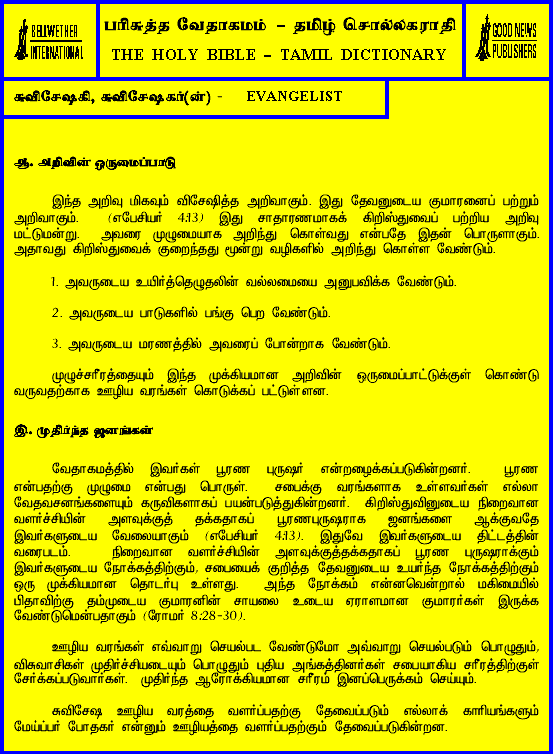 BELLWETHER
INTERNATIONAL
பரிசுத்த வேதாகமம் – தமிழ் சொல்லகராதி
THE HOLY BIBLE – TAMIL DICTIONARY
GOOD NEWS
PUBLISHERS
சுவிசேஷகி, சுவிசேஷகர்(ன்) - EVANGELIST
ஆ. அறிவின் ஒருமைப்பாடு
இந்த அறிவு மிகவும் விசேஷித்த அறிவாகும். இது தேவனுடைய குமாரனைப் பற்றும்
அறிவாகும். (எபேசியர் 4:13) இது சாதாரணமாகக் கிறிஸ்துவைப் பற்றிய அறிவு
மட்டுமன்று. அவரை முழுமையாக அறிந்து கொள்வது என்பதே இதன் பொருளாகும்.
அதாவது கிறிஸ்துவைக் குறைந்தது மூன்று வழிகளில் அறிந்து கொள்ள வேண்டும்.
1. அவருடைய உயிர்த்தெழுதலின் வல்லமையை அனுபவிக்க வேண்டும்.
2. அவருடைய பாடுகளில் பங்கு பெற வேண்டும்.
3. அவருடைய மரணத்தில் அவரைப் போன்றாக வேண்டும்.
முழுச்சரீரத்தையும் இந்த முக்கியமான அறிவின் ஒருமைப்பாட்டுக்குள் கொண்டு
வருவதற்காக ஊழிய வரங்கள் கொடுக்கப் பட்டுள்ளன.
இ. முதிர்ந்த ஜனங்கள்
வேதாகமத்தில் இவர்கள் பூரண புருஷர் என்றழைக்கப்படுகின்றனர். பூரண
என்பதற்கு முழுமை என்பது பொருள். சபைக்கு வரங்களாக உள்ளவர்கள் எல்லா
வேதவசனங்களையும் கருவிகளாகப் பயன்படுத்துகின்றனர். கிறிஸ்துவினுடைய நிறைவான
வளர்ச்சியின் அளவுக்குத் தக்கதாகப் பூரணபுருஷராக ஜனங்களை ஆக்குவதே
இவர்களுடைய வேலையாகும் (எபேசியர் 4:13). இதுவே இவர்களுடைய திட்டத்தின்
வரைபடம். நிறைவான வளர்ச்சியின் அளவுக்குத்தக்கதாகப் பூரண புருஷராக்கும்
இவர்களுடைய நோக்கத்திற்கும், சபையைக் குறித்த தேவனுடைய உயர்ந்த நோக்கத்திற்கும்
ஒரு முக்கியமான தொடர்பு உள்ளது. அந்த நோக்கம் என்னவென்றால் மகிமையில்
பிதாவிற்கு தம்முடைய குமாரனின் சாயலை உடைய ஏராளமான குமாரர்கள் இருக்க
வேண்டுமென்பதாகும் (ரோமர் 8:28-30).
ஊழிய வரங்கள் எவ்வாறு செயல்பட வேண்டுமோ அவ்வாறு செயல்படும் பொழுதும்,
விசுவாசிகள் முதிர்ச்சியடையும் பொழுதும் புதிய அங்கத்தினர்கள் சபையாகிய சரீரத்திற்குள்
சேர்க்கப்படுவார்கள். முதிர்ந்த ஆரோக்கியமான சரீரம் இனப்பெருக்கம் செய்யும்.
சுவிசேஷ ஊழிய வரத்தை வளர்ப்பதற்கு தேவைப்படும் எல்லாக் காரியங்களும்
மேய்ப்பர் போதகர் என்னும் ஊழியத்தை வளர்ப்பதற்கும் தேவைப்படுகின்றன.